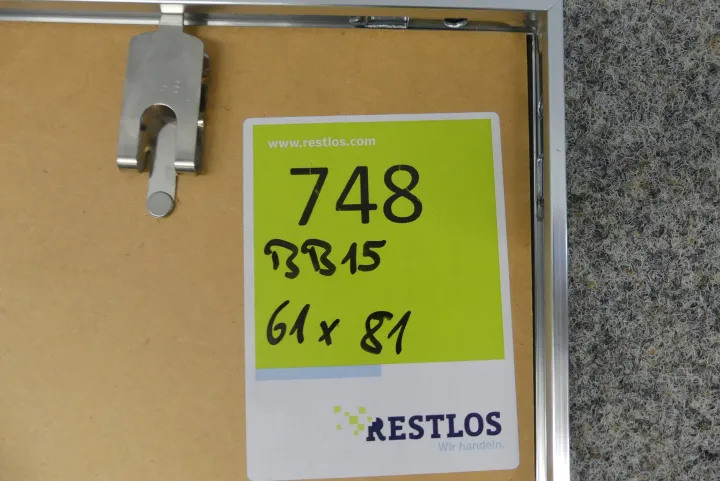 www.restlos.com
748
BB15
61 x 81
RESTLOS
Wir handeln.